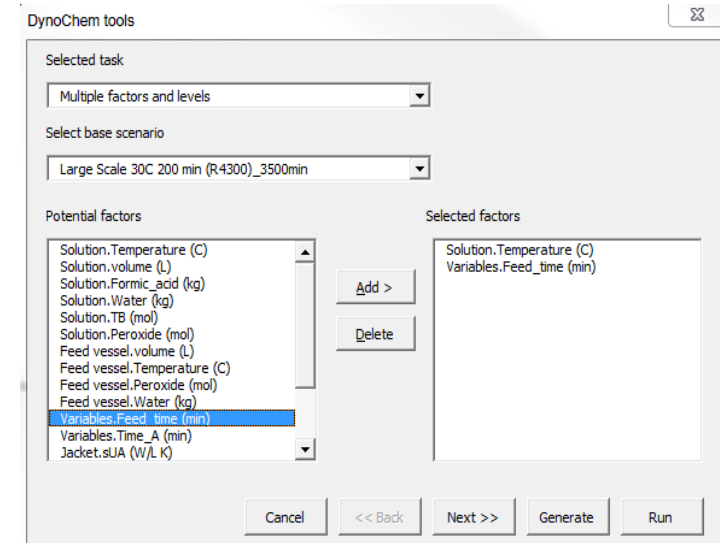 DynoChem tools
Selected task
Multiple factors and levels
Select base scenario
Large Scale 30C 200 min (R4300)_3500min
Potential factors
Solution.Temperature (C)
Solution.volume (L)
Solution.Formic_acid (kg)
Solution.Water (kg)
Solution.TB (mol)
Solution.Peroxide (mol)
Feed vessel.volume (L)
Feed vessel.Temperature (C)
Feed vessel.Peroxide (mol)
Feed vessel.Water (kg)
Variables.Feed_time (min)
Variables.Time_A (min)
Jacket.sUA (W/L K)
Add >
Delete
Selected factors
Solution.Temperature (C)
Variables.Feed_time (min)
Cancel
<< Back
Next >>
Generate
Run